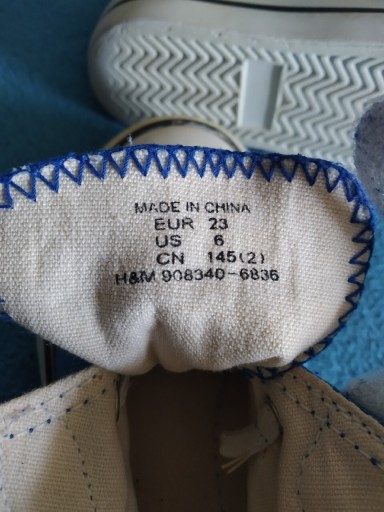 MADE IN CHINA
EUR 23
US 6
CN 145(2)
H&M 908340-6836